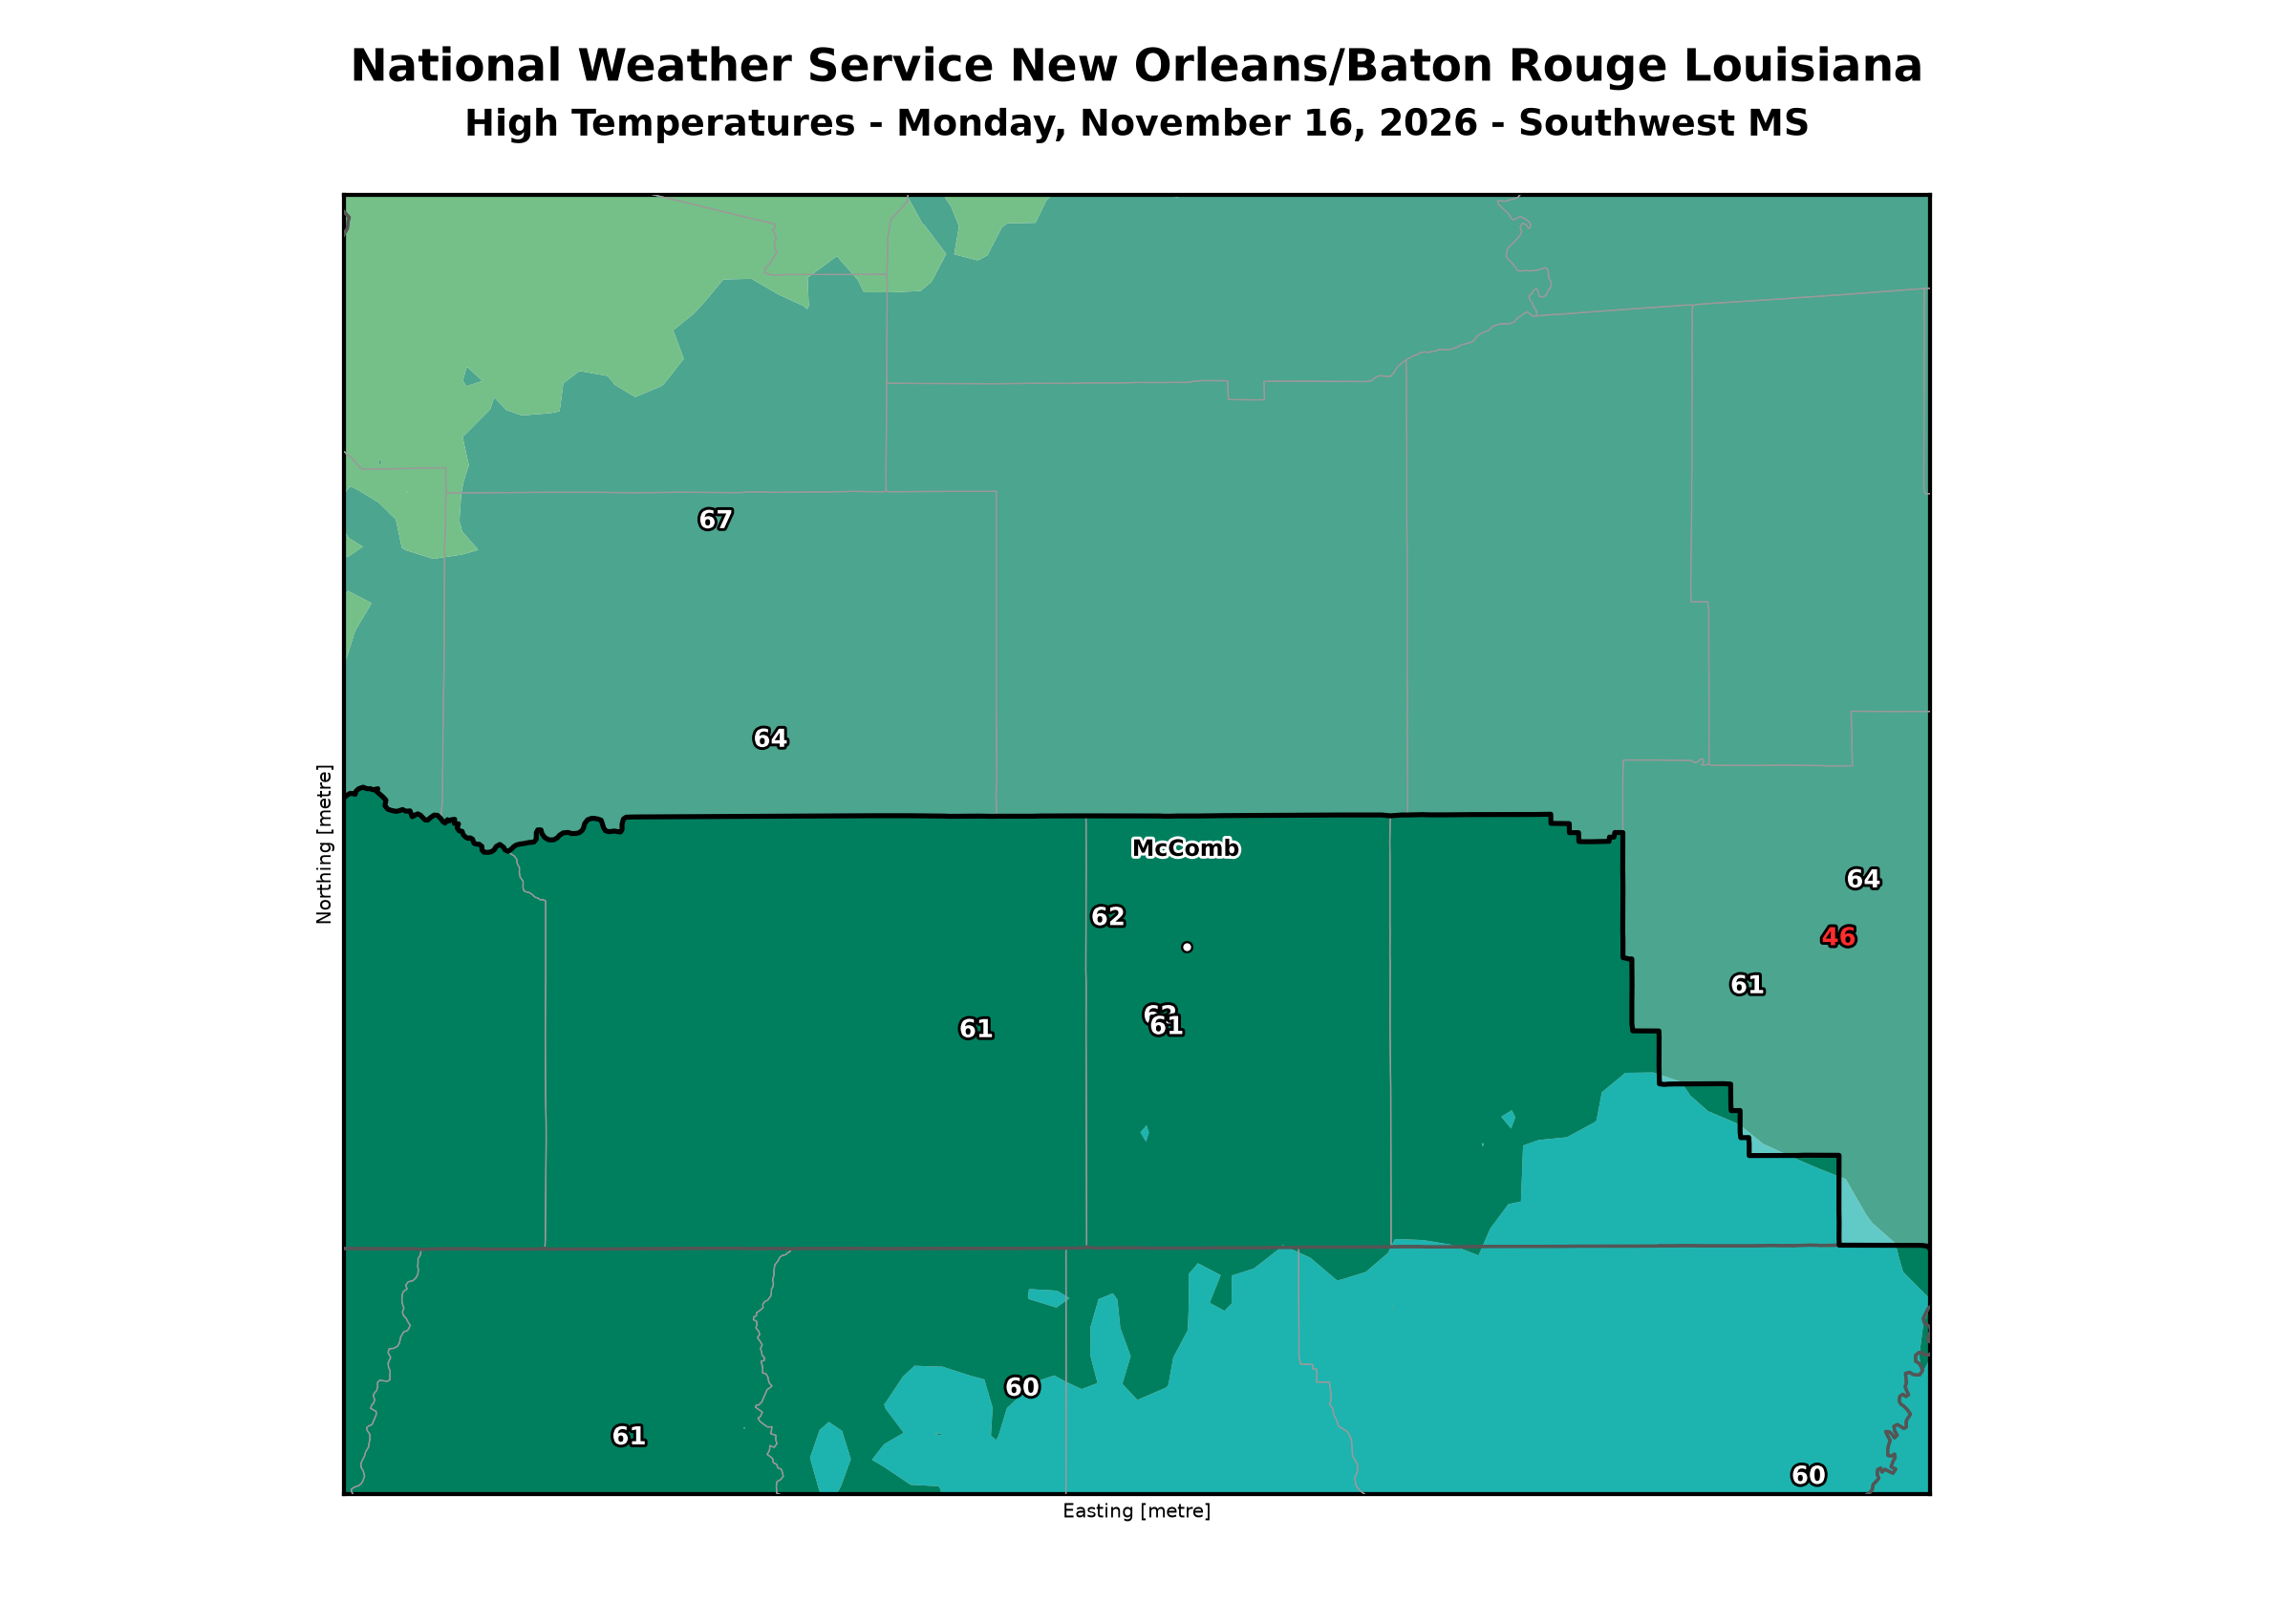 National Weather Service New Orleans/Baton Rouge Louisiana
High Temperatures - Monday, November 16, 2026 - Southwest MS
67
64
McComb
64
62
46
61
61
61
60
61
60
Northing [metre]
Easting [metre]